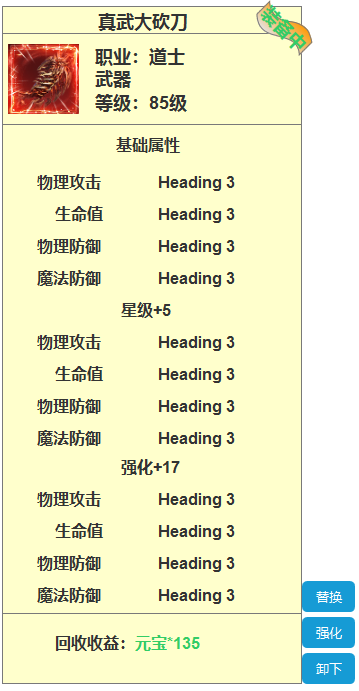 真武大砍刀
装备中
职业：道士
武器
等级：85级
基础属性
物理攻击 Heading 3
生命值 Heading 3
物理防御 Heading 3
魔法防御 Heading 3
星级+5
物理攻击 Heading 3
生命值 Heading 3
物理防御 Heading 3
魔法防御 Heading 3
强化+17
物理攻击 Heading 3
生命值 Heading 3
物理防御 Heading 3
魔法防御 Heading 3
替换
强化
回收收益：元宝*135
卸下